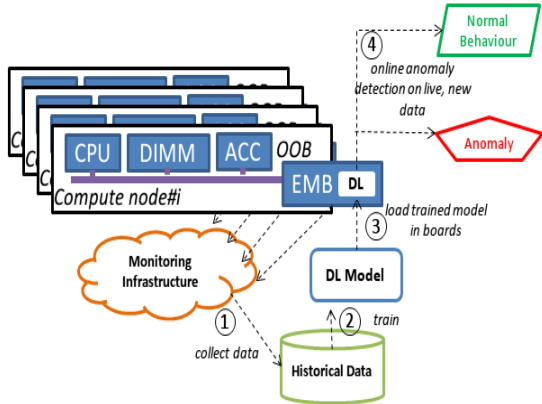 4
Normal
Behaviour
online anomaly
detection on live, new
data
Anomaly
CPU DIMM ACC OOB
EMB DL
Compute node#i
3
load trained model
in boards
Monitoring
Infrastructure
DL Model
1
2
train
collect data
Historical Data